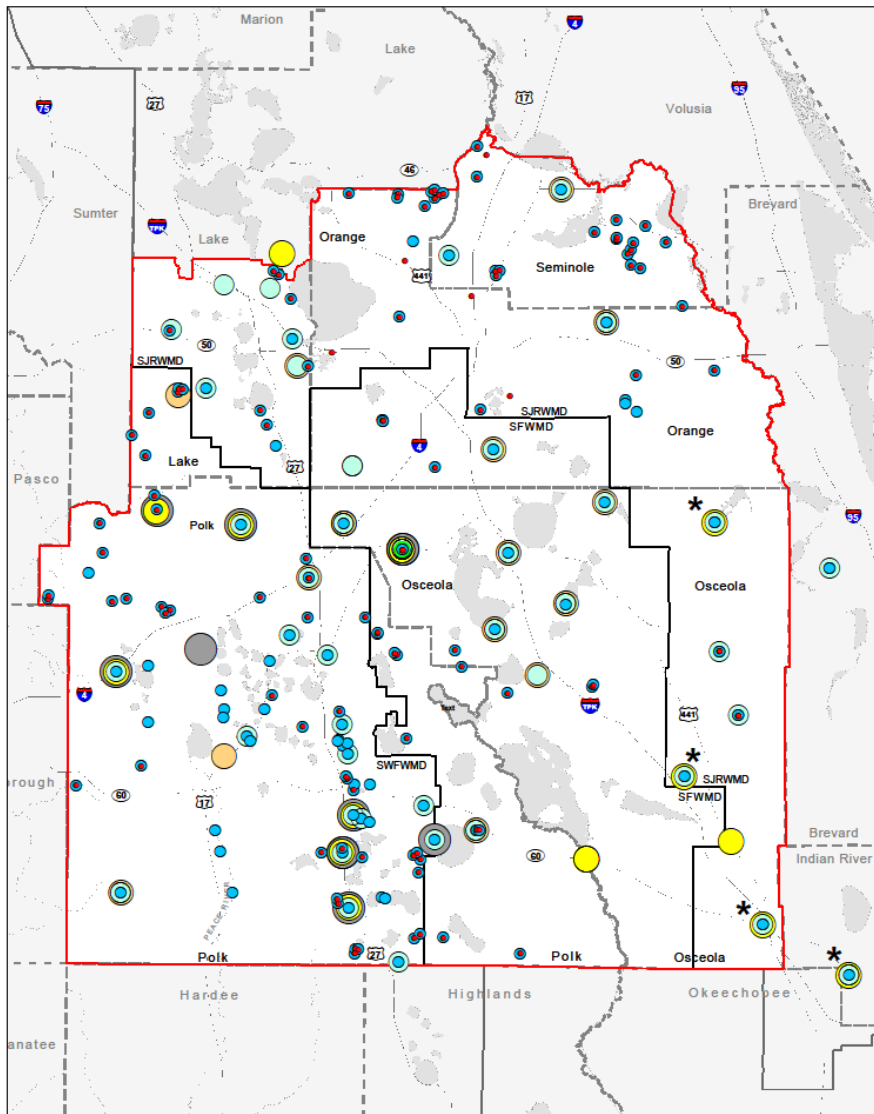 Marion
4
Lake
75
27
17
95
Volusia
46
Sumter
TPK
Lake
Orange
Brevard
441
Seminole
50
SJRWMD
50
SJRWMD
SFWMD
4
Orange
Lake
27
Pasco
*
95
Polk
Osceola
Osceola
4
Text
TPK
441
*
SWFWMD
SJRWMD
SFWMD
orough
60
17
60
Brevard
Indian River
PEACE RIVER
*
27
Polk
Polk
Osceola
*
Hardee
Highlands
Okeechobee
anatee